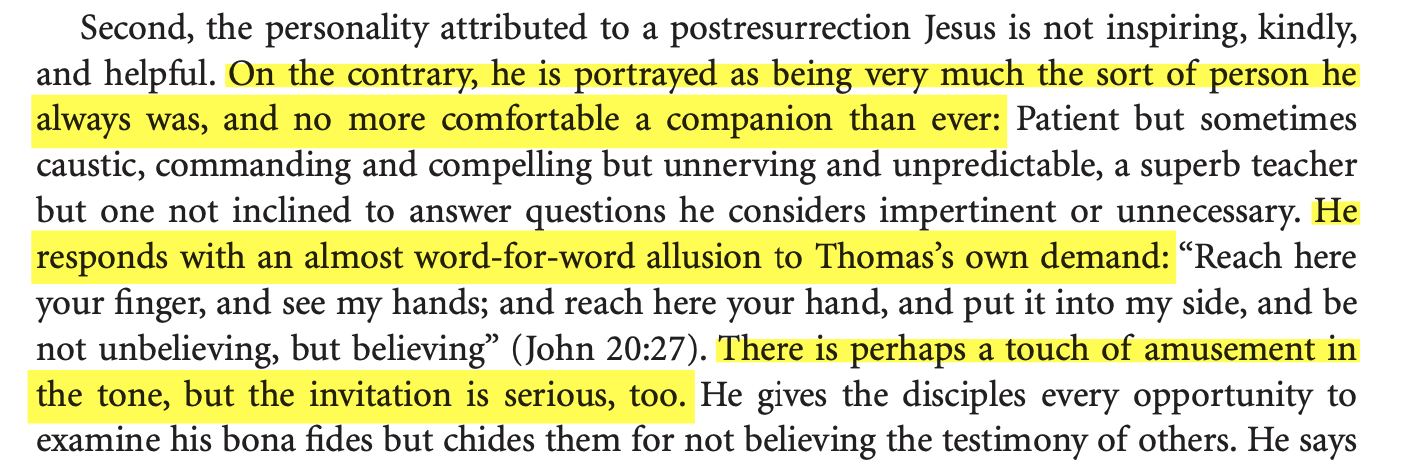 Second, the personality attributed to a postresurrection Jesus is not inspiring, kindly,
and helpful. On the contrary, he is portrayed as being very much the sort of person he
always was, and no more comfortable a companion than ever: Patient but sometimes
caustic, commanding and compelling but unnerving and unpredictable, a superb teacher
but one not inclined to answer questions he considers impertinent or unnecessary. He
responds with an almost word-for-word allusion to Thomas’s own demand: “Reach here
your finger, and see my hands; and reach here your hand, and put it into my side, and be
not unbelieving, but believing” (John 20:27). There is perhaps a touch of amusement in
the tone, but the invitation is serious, too. He gives the disciples every opportunity to
examine his bona fides but chides them for not believing the testimony of others. He says